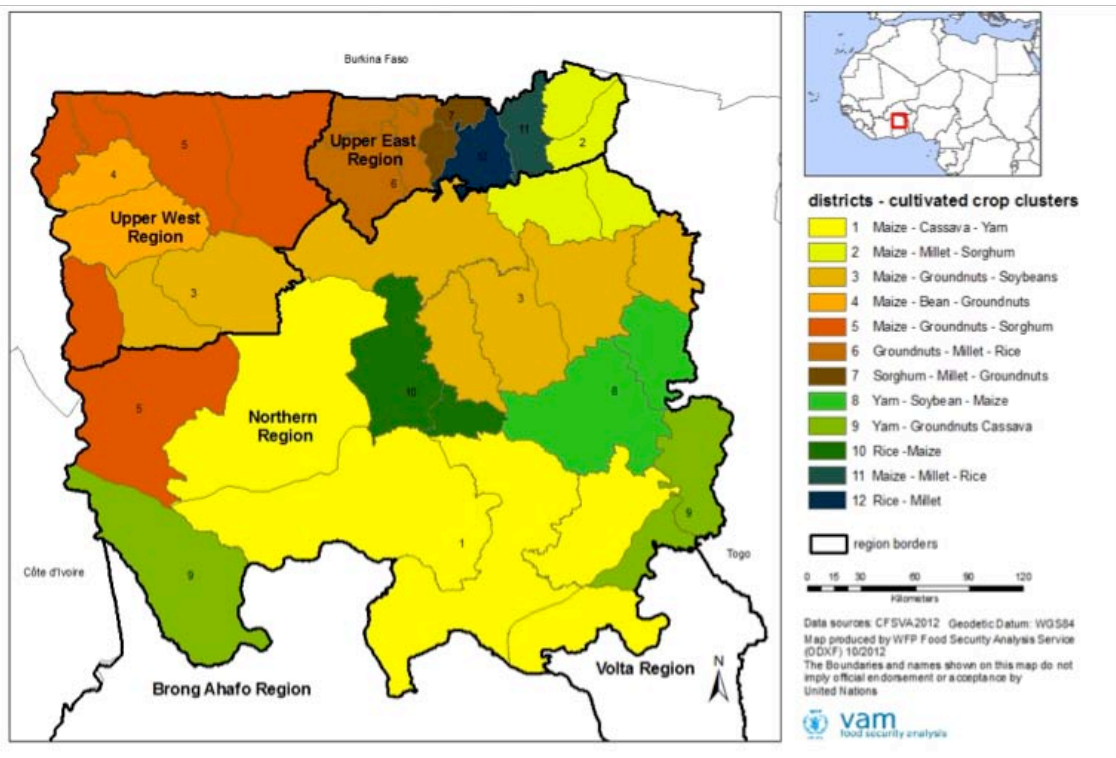 Burkina Faso
5
7
Upper East
Region
11
12
2
4
6
Upper West
Region
3
3
10
8
5
Northern
Region
9
1
9
Côte d'Ivoire
Togo
Volta Region
N
Brong Ahafo Region
districts - cultivated crop clusters
1 Maize - Cassava - Yam
2 Maize - Millet - Sorghum
3 Maize - Groundnuts - Soybeans
4 Maize - Bean - Groundnuts
5 Maize - Groundnuts - Sorghum
6 Groundnuts - Millet - Rice
7 Sorghum - Millet - Groundnuts
8 Yam - Soybean - Maize
9 Yam - Groundnuts Cassava
10 Rice -Maize
11 Maize - Millet - Rice
12 Rice - Millet
region borders
0 15 30 60 90 120
Kilometers
Data sources: CFSVA2012 Geodetic Datum: WGS84
Map produced by WFP Food Security Analysis Service
(ODXF) 10/2012
The Boundaries and names shown on this map do not
imply official endorsement or acceptance by
United Nations
vam
food security analysis